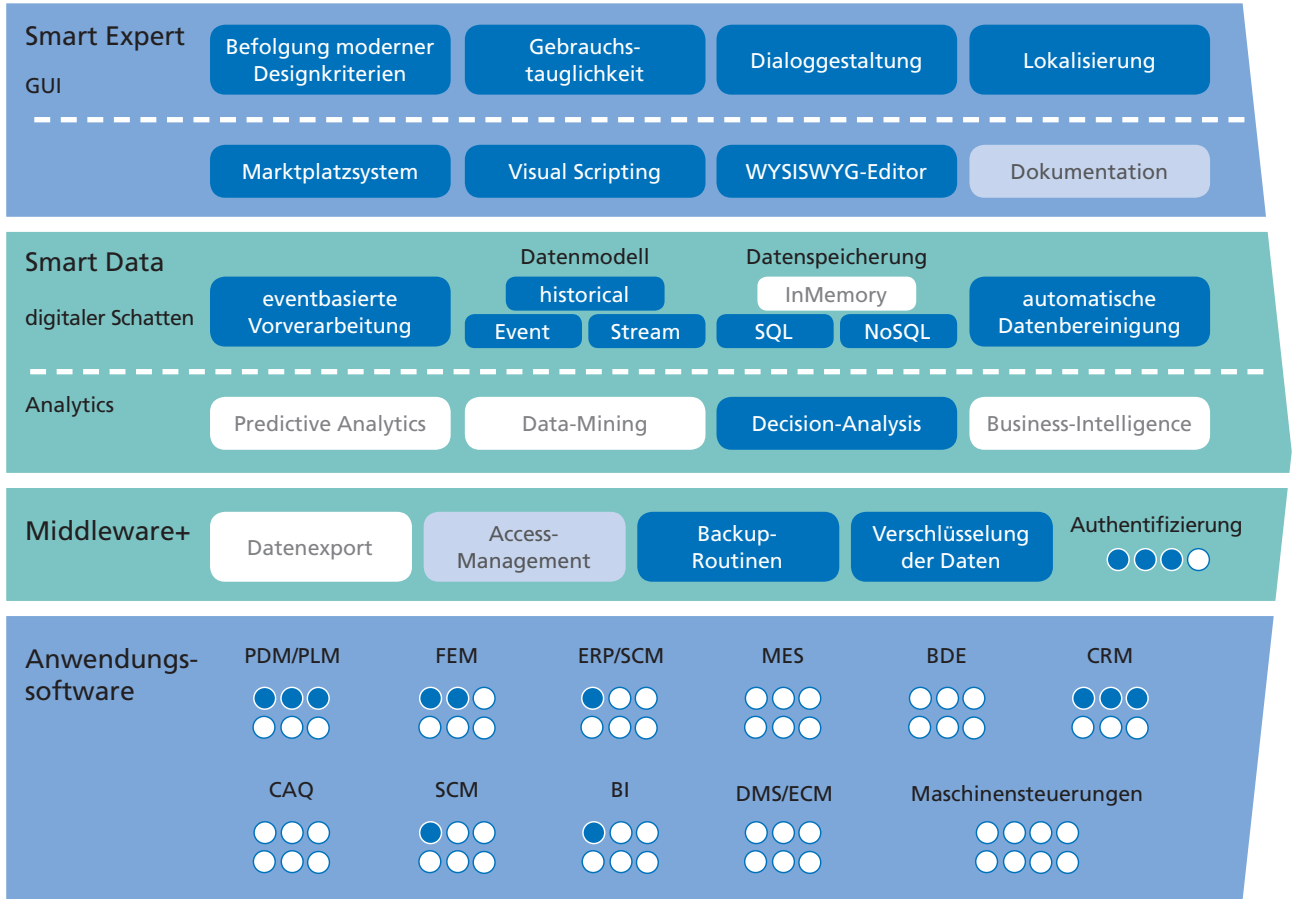 Smart Expert
GUI
Befolgung moderner
Designkriterien
Gebrauchs-
tauglichkeit
Dialoggestaltung
Lokalisierung
Marktplatzsystem
Visual Scripting
WYSISWYG-Editor
Dokumentation
Smart Data
digitaler Schatten
eventbasierte
Vorverarbeitung
Datenmodell
historical
Event
Stream
Datenspeicherung
InMemory
SQL
NoSQL
automatische
Datenbereinigung
Analytics
Predictive Analytics
Data-Mining
Decision-Analysis
Business-Intelligence
Middleware+
Datenexport
Access-
Management
Backup-
Routinen
Verschlüsselung
der Daten
Authentifizierung
Anwendungs-
software
PDM/PLM
FEM
ERP/SCM
MES
BDE
CRM
CAQ
SCM
BI
DMS/ECM
Maschinensteuerungen